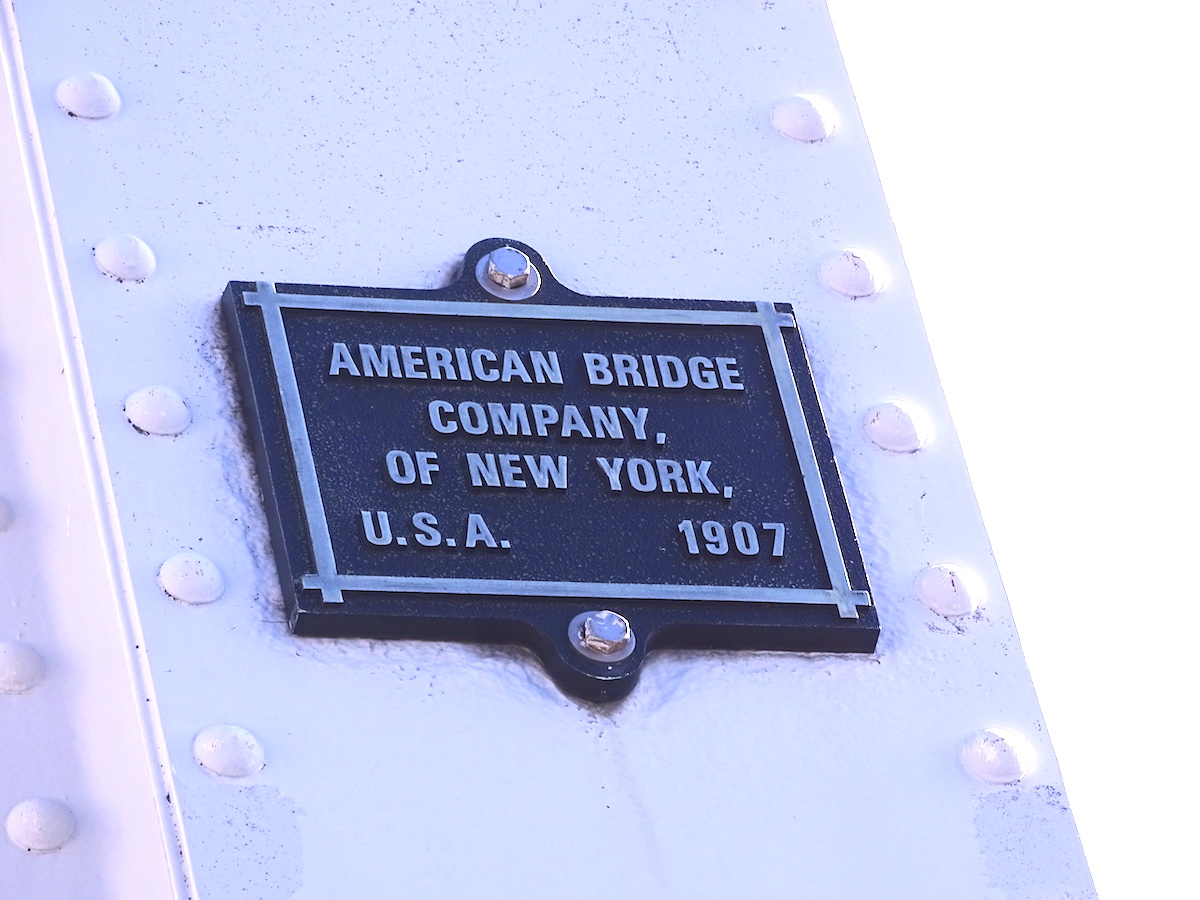 AMERICAN BRIDGE
COMPANY,
OF NEW YORK,
U.S.A. 1907